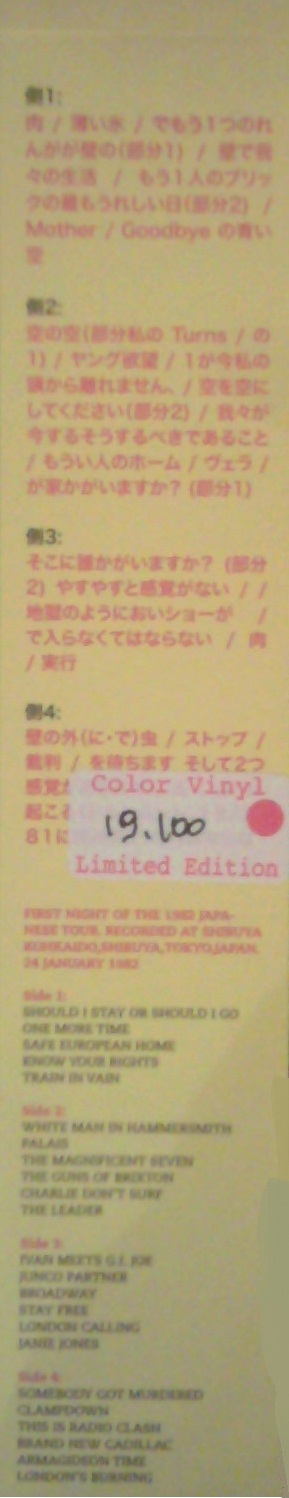 側1:
肉 / 薄い氷 / でもう1つのれ
んがが壁の(部分1) / 壁で我
々の生活 / もう1人のブリッ
クの最もうれしい日(部分2) /
Mother / Goodbye の青い
空
側2:
空の空(部分私の Turns / の
1) / ヤング欲望 / 1が今私の
頭から離れません、/ 空を空に
してください(部分2) / 我々が
今するそうするべきであること
/ もうい人のホーム / ヴェラ /
が家かがいますか? (部分1)
側3:
そこに誰かがいますか? (部分
2) やすやすと感覚がない / /
地獄のようにおいショーが /
で入らなくてはならない / 肉
/ 実行
側4:
壁の外(に・で)虫 / ストップ /
裁判 / を待ちます そして2つ
感覚
起こ
81に
Color Vinyl
19.100
Limited Edition
FIRST NIGHT OF THE 1982 JAPA-
NESE TOUR. RECORDED AT SHIBUYA
KOHKAIDO,SHIBUYA,TOKYO,JAPAN,
24 JANUARY 1982
Side 1:
SHOULD I STAY OR SHOULD I GO
ONE MORE TIME
SAFE EUROPEAN HOME
KNOW YOUR RIGHTS
TRAIN IN VAIN
Side 2:
WHITE MAN IN HAMMERSMITH
PALAIS
THE MAGNIFICENT SEVEN
THE GUNS OF BRIXTON
CHARLIE DON'T SURF
THE LEADER
Side 3:
IVAN MEETS G.I. JOE
JUNCO PARTNER
BROADWAY
STAY FREE
LONDON CALLING
JANIE JONES
Side 4:
SOMEBODY GOT MURDERED
CLAMPDOWN
THIS IS RADIO CLASH
BRAND NEW CADILLAC
ARMAGIDEON TIME
LONDON'S BURNING